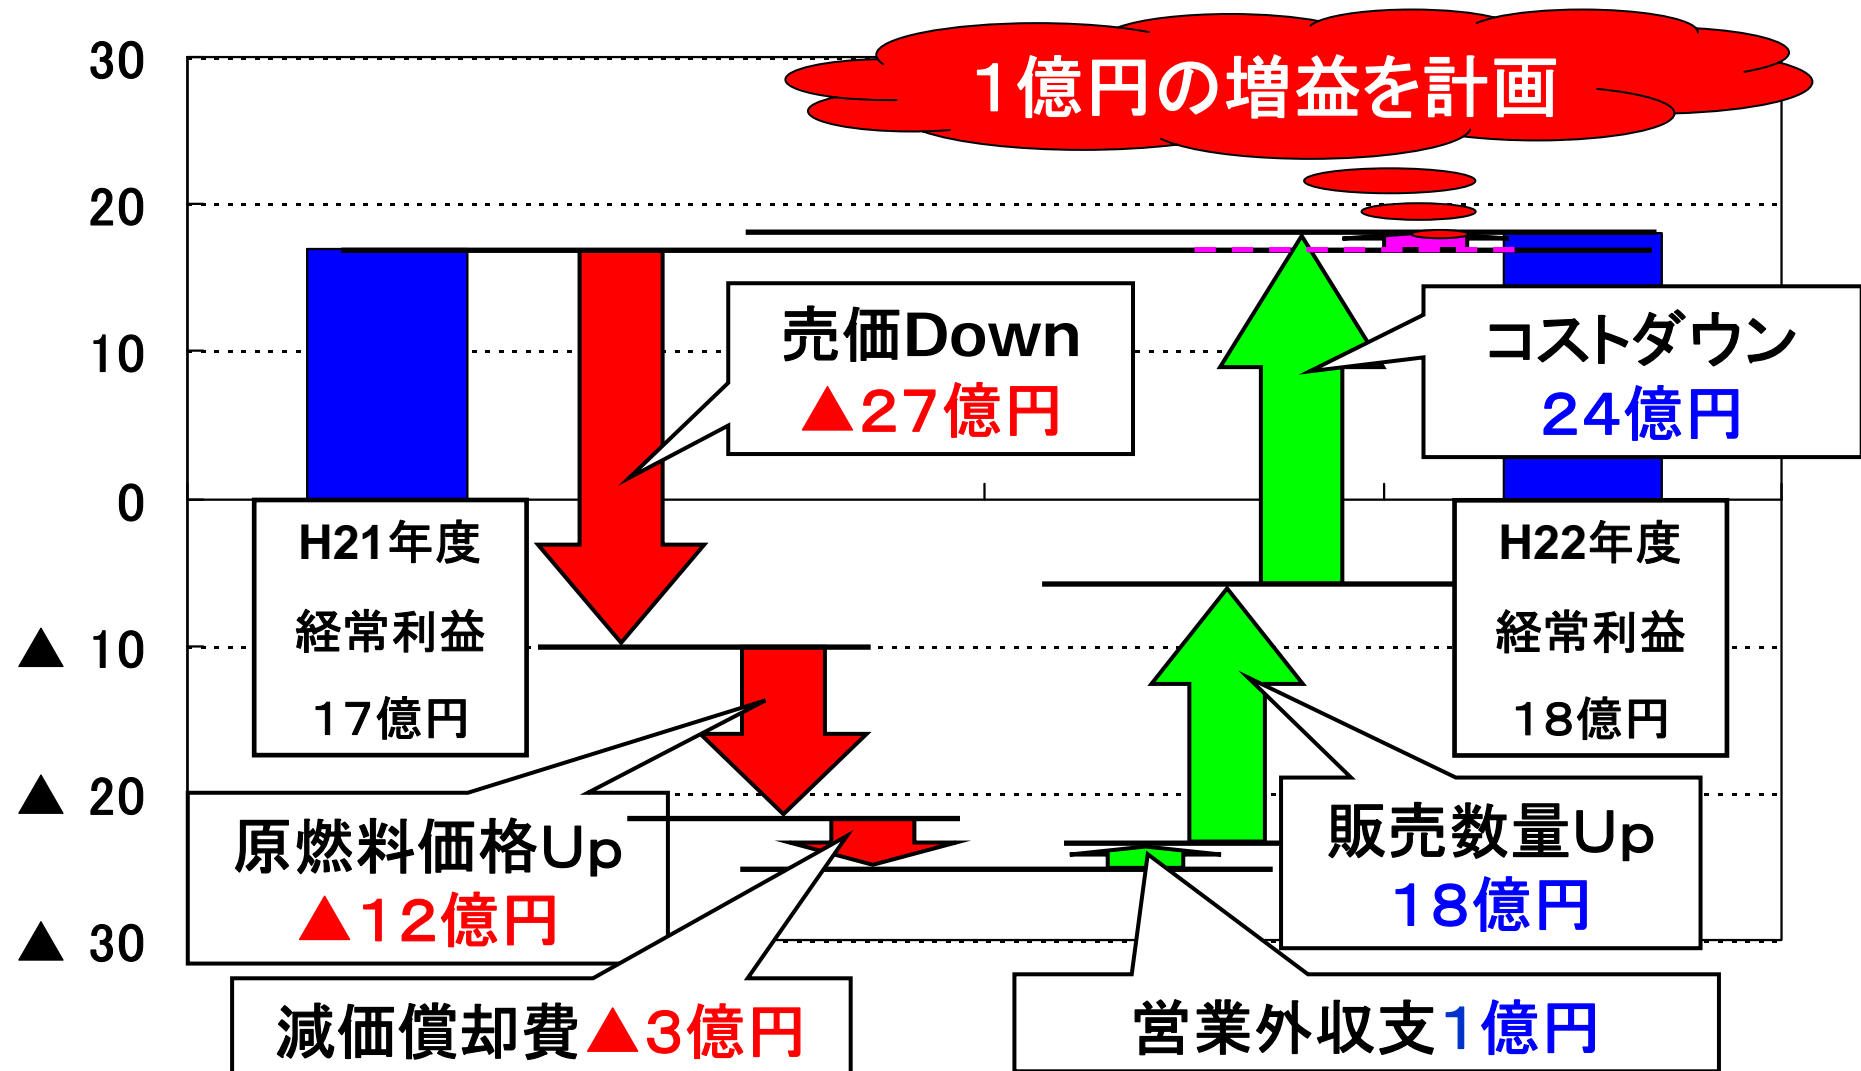 1億円の増益を計画
30
20
10
0
▲ 10
▲ 20
▲ 30
売価Down
▲27億円
コストダウン
24億円
H21年度
経常利益
17億円
H22年度
経常利益
18億円
原燃料価格Up
▲12億円
販売数量Up
18億円
減価償却費▲3億円
営業外収支1億円